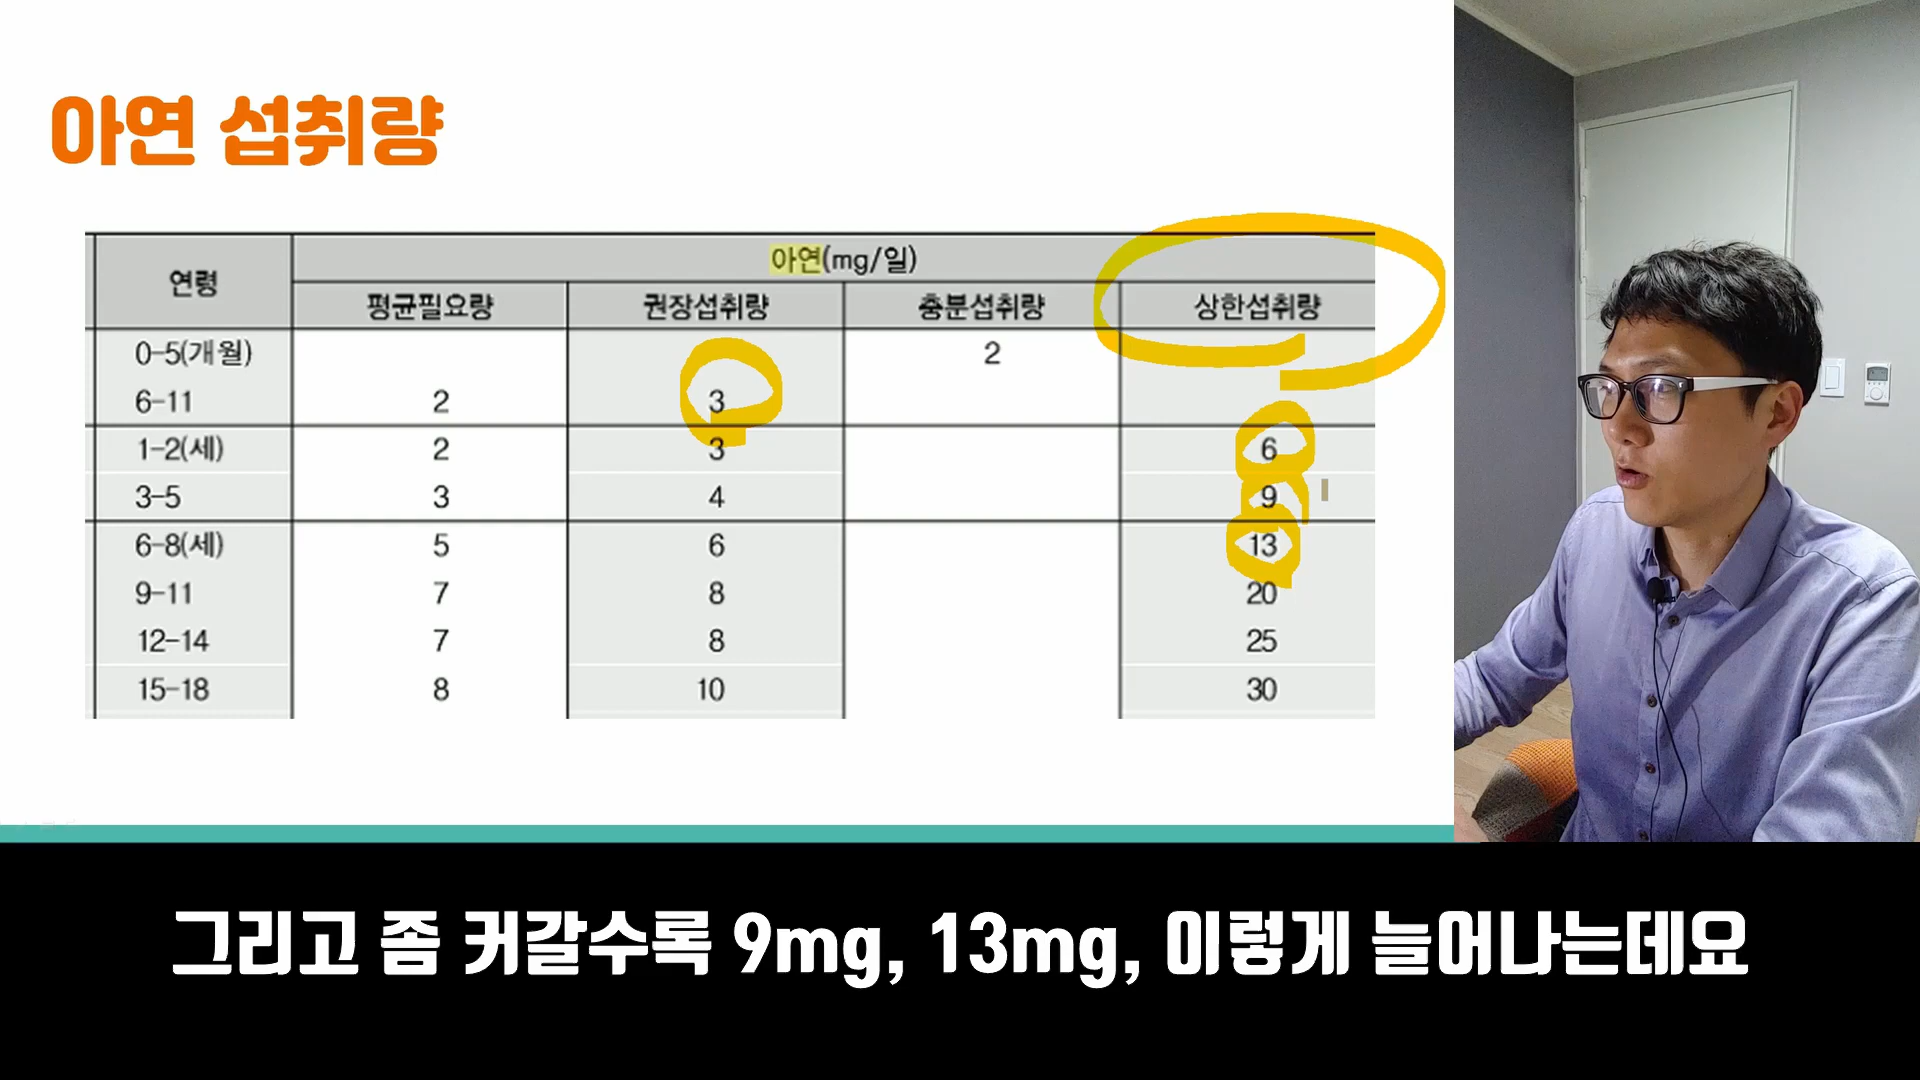 아연 섭취량
연령
아연(mg/일)
평균필요량 권장섭취량 충분섭취량 상한섭취량
0-5(개월) 2
6-11 2 3
1-2(세) 2 3 6
3-5 3 4 9
6-8(세) 5 6 13
9-11 7 8 20
12-14 7 8 25
15-18 8 10 30
그리고 좀 커갈수록 9mg, 13mg, 이렇게 늘어나는데요